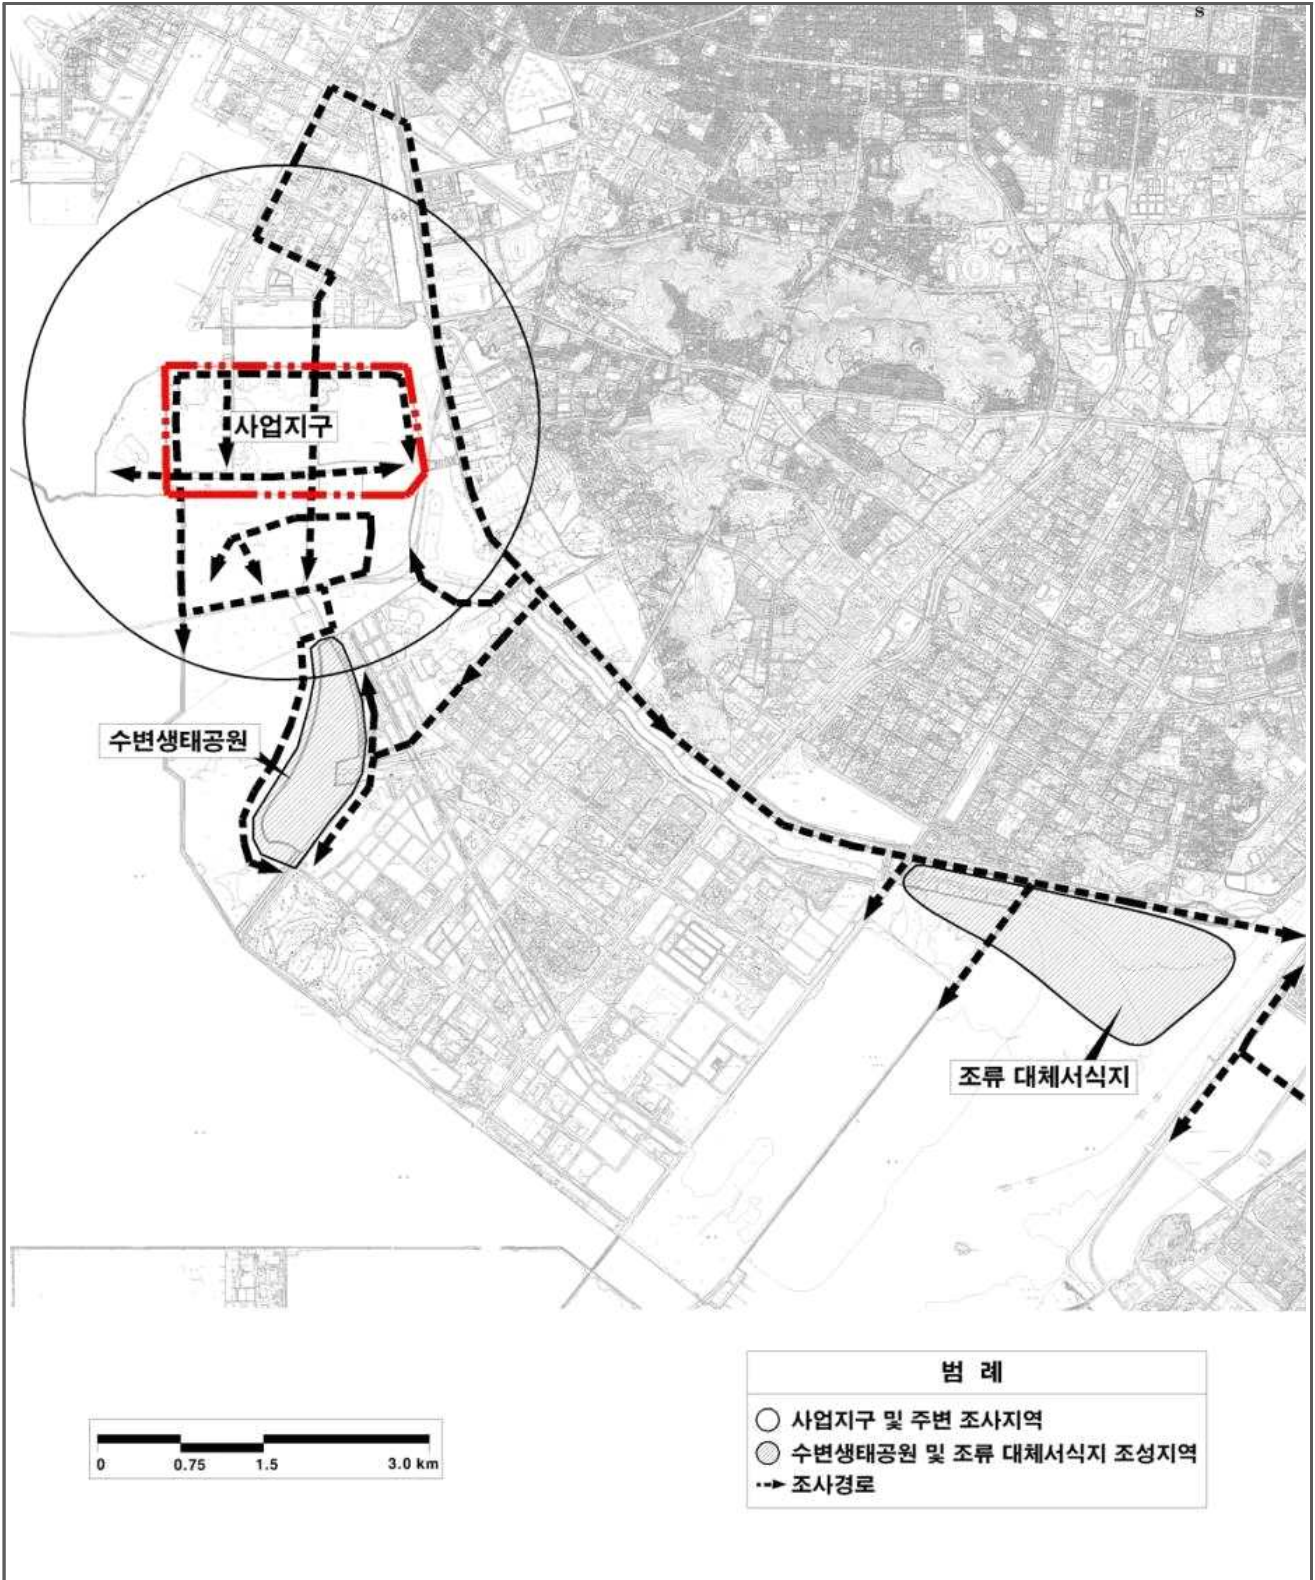 s
사업지구
수변생태공원
조류 대체서식지
범 례
사업지구 및 주변 조사지역
수변생태공원 및 조류 대체서식지 조성지역
조사경로
0 0.75 1.5 3.0 km